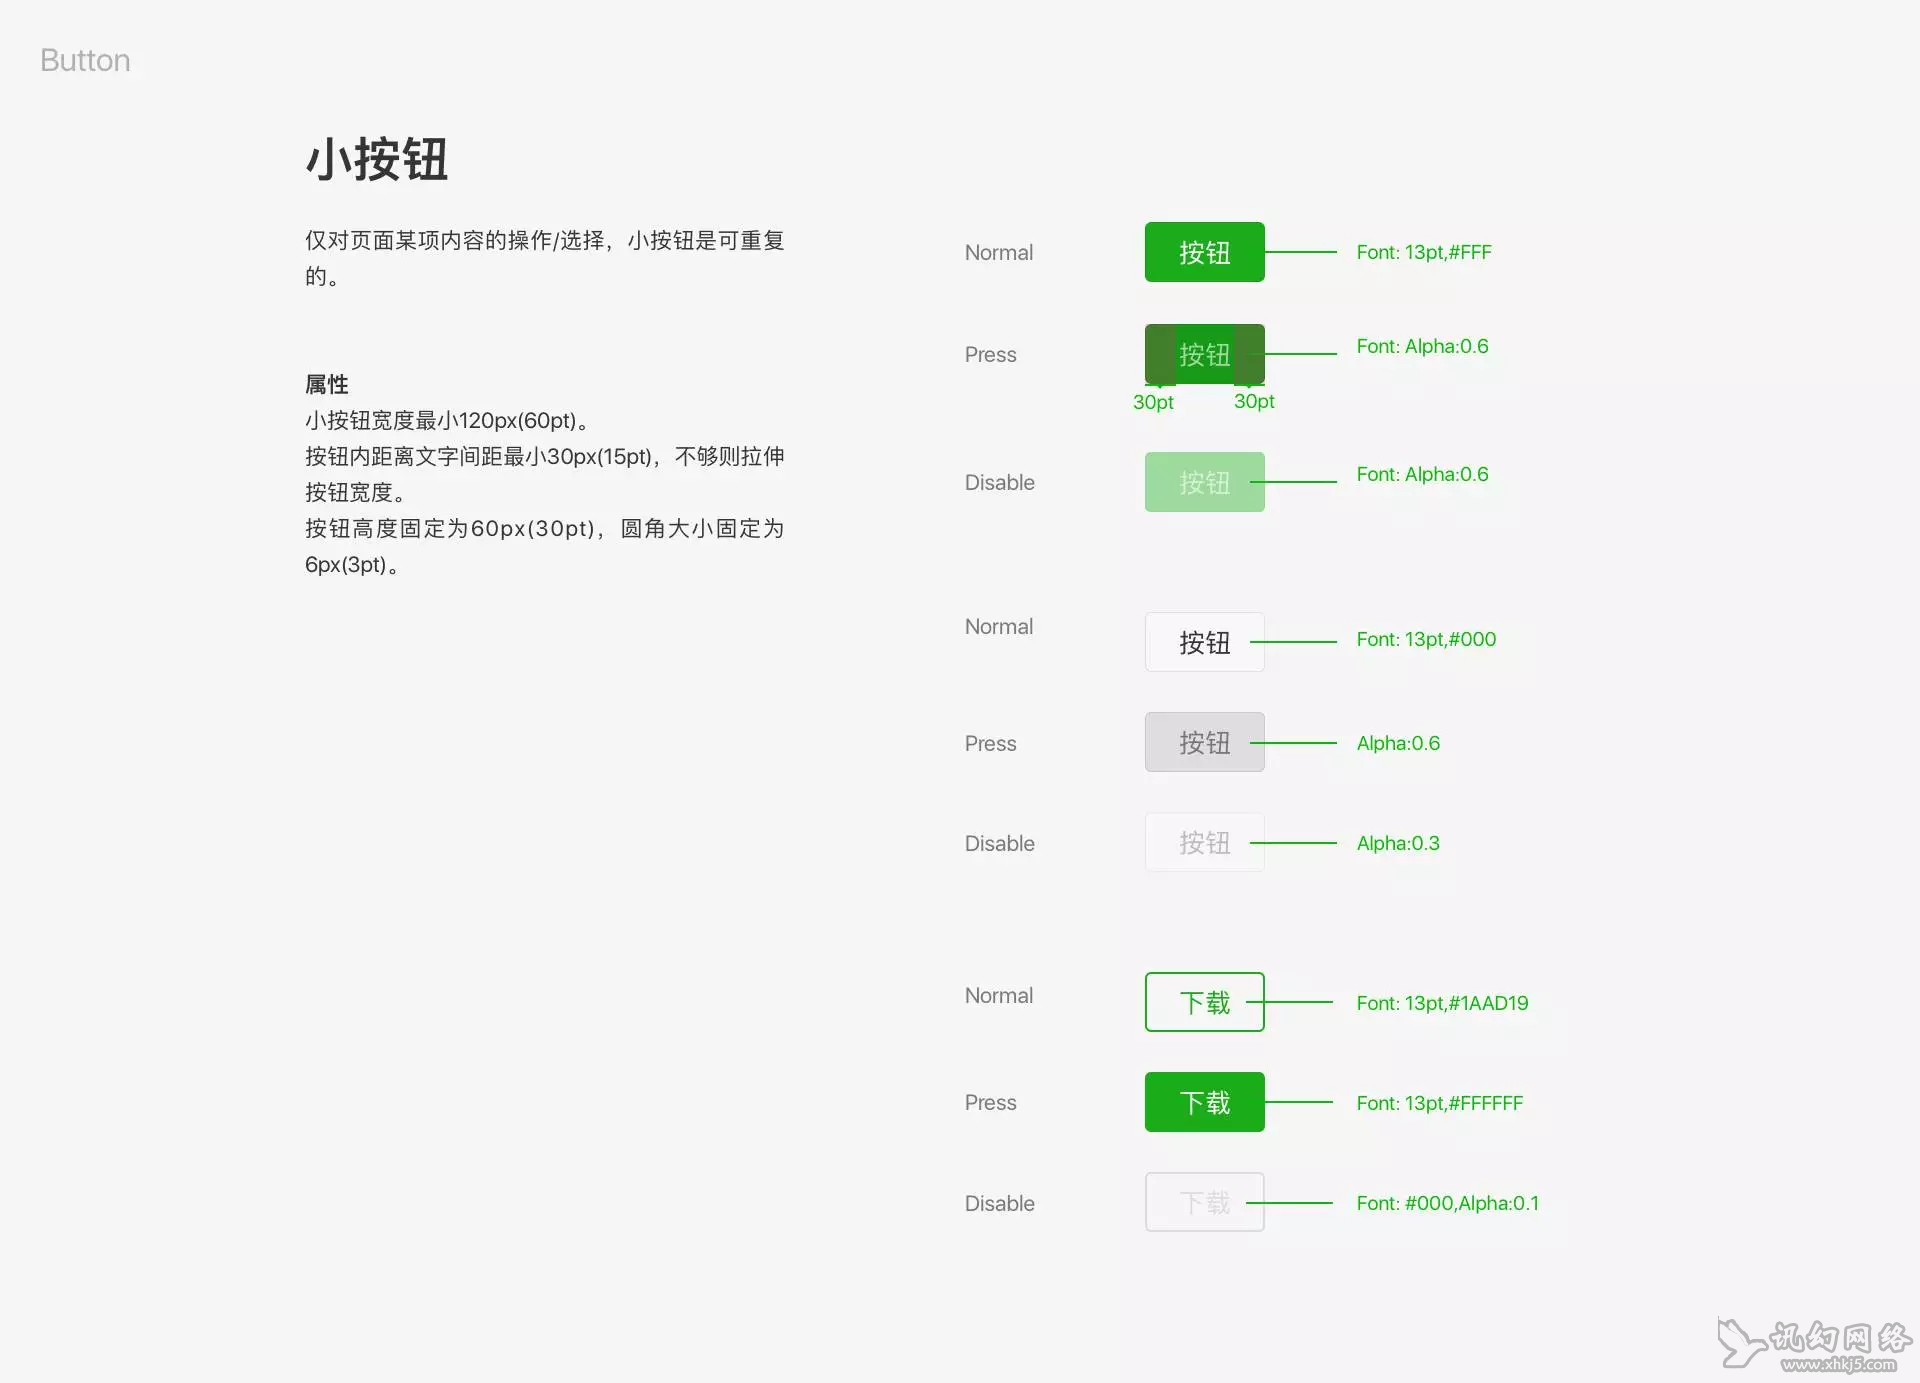 Button
小按钮
仅对页面某项内容的操作/选择，小按钮是可重复
的。
属性
小按钮宽度最小120px(60pt)。
按钮内距离文字间距最小30px(15pt)，不够则拉伸
按钮宽度。
按钮高度固定为60px(30pt)，圆角大小固定为
6px(3pt)。
Normal 按钮 Font: 13pt,#FFF
Press 按钮 Font: Alpha:0.6
30pt 30pt
Disable 按钮 Font: Alpha:0.6
Normal 按钮 Font: 13pt,#000
Press 按钮 Alpha:0.6
Disable 按钮 Alpha:0.3
Normal 下载 Font: 13pt,#1AAD19
Press 下载 Font: 13pt,#FFFFFF
Disable 下载 Font: #000,Alpha:0.1
讯幻网络
www.xhkj5.com